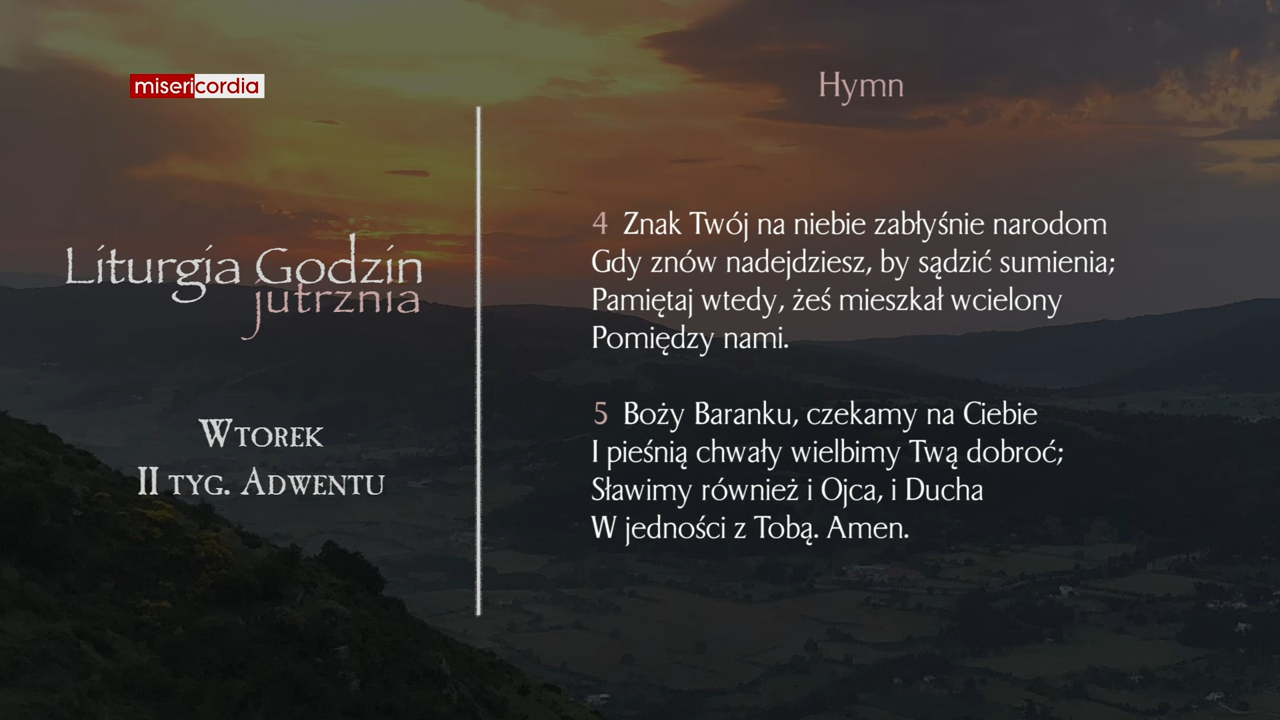 misericordia
Liturgia Godzin
jutrznia
Wtorek
II tyg. Adwentu
Hymn
4 Znak Twój na niebie zabłyśnie narodom
Gdy znów nadejdziesz, by sądzić sumienia;
Pamiętaj wtedy, żeś mieszkał wcielony
Pomiędzy nami.
5 Boży Baranku, czekamy na Ciebie
I pieśnią chwały wielbimy Twą dobroć;
Sławimy również i Ojca, i Ducha
W jedności z Tobą. Amen.